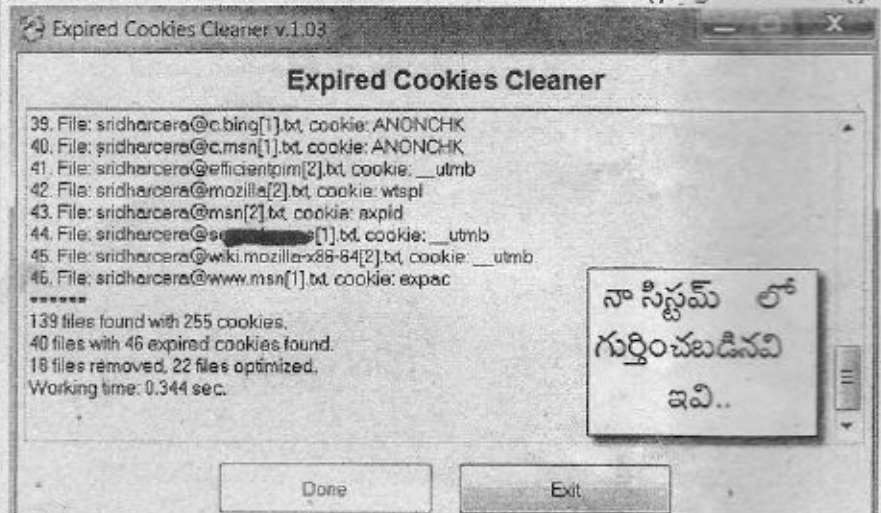 Expired Cookies Cleaner v.1.03
Expired Cookies Cleaner
39. File: sridharcera@c.bing[1].txt, cookie: ANONCHK
40. File: sridharcera@c.msn[1].txt, cookie: ANONCHK
41. File: sridharcera@efficientpim[2].txt, cookie: __utmb
42. File: sridharcera@mozilla[2].txt, cookie: wtspl
43. File: sridharcera@msn[2].txt, cookie: expid
44. File: [1].txt, cookie: __utmb
45. File: sridharcera@wiki.mozilla-x86-64[2].txt, cookie: __utmb
46. File: sridharcera@www.msn[1].txt, cookie: expac
******
139 files found with 255 cookies.
40 files with 46 expired cookies found.
18 files removed, 22 files optimized.
Working time: 0.344 sec.
నా సిస్టమ్ లో
గుర్తించబడినవి
ఇవి..
Done
Exit